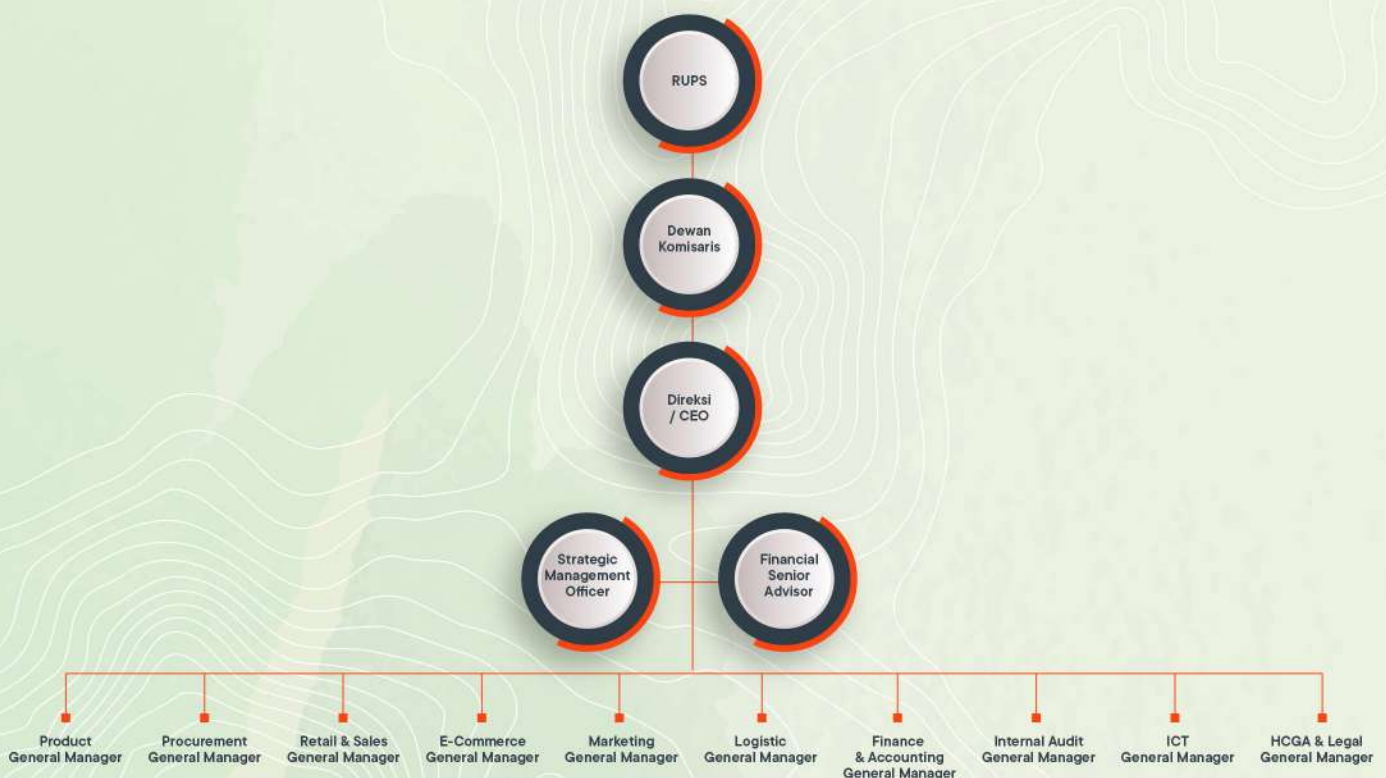 RUPS
Dewan
Komisaris
Direksi
/ CEO
Strategic
Management
Officer
Financial
Senior
Advisor
Product
General Manager
Procurement
General Manager
Retail & Sales
General Manager
E-Commerce
General Manager
Marketing
General Manager
Logistic
General Manager
Finance
& Accounting
General Manager
Internal Audit
General Manager
ICT
General Manager
HCGA & Legal
General Manager